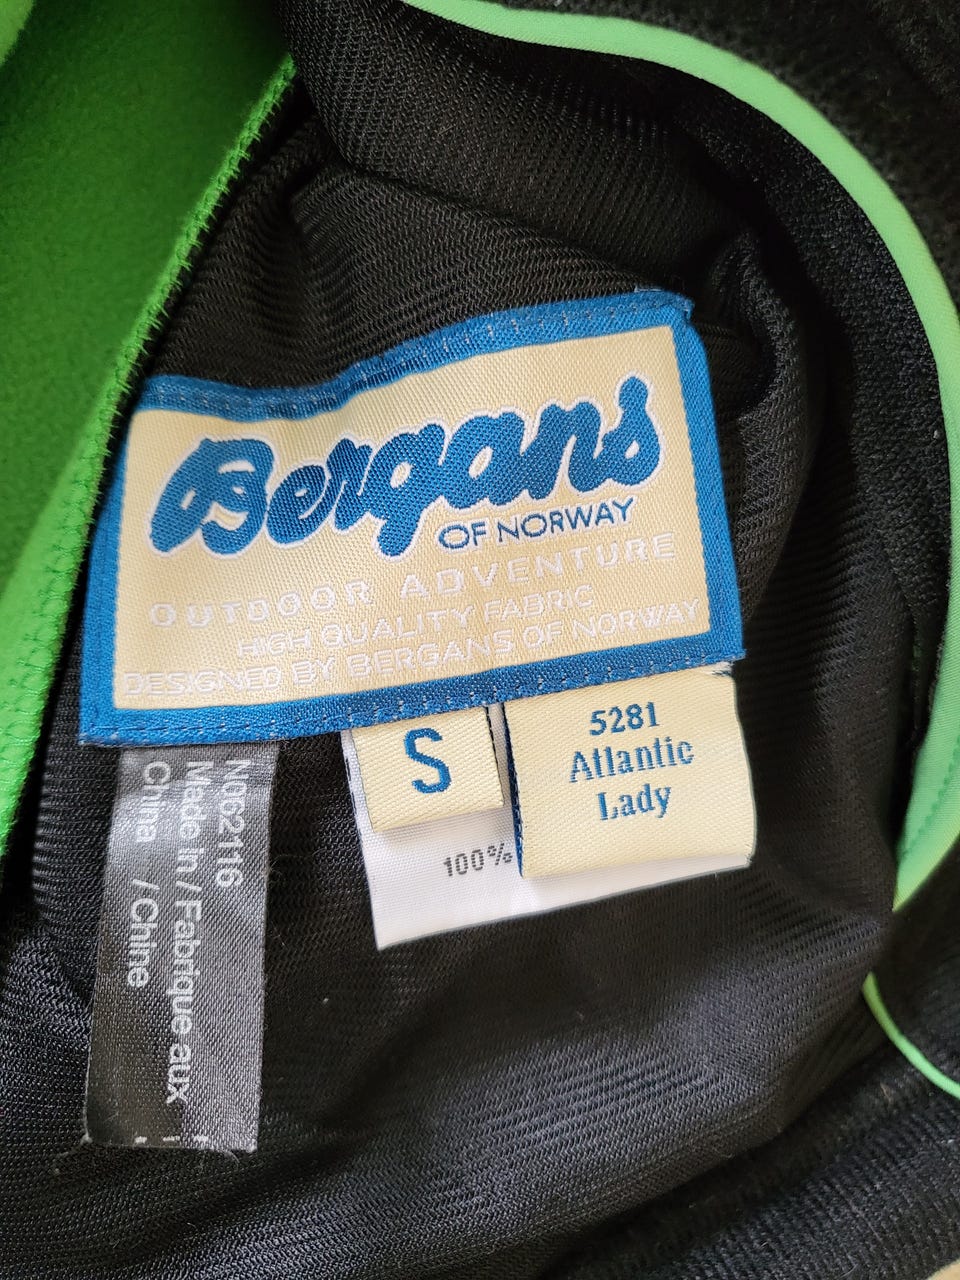 Bergans
OF NORWAY
OUTDOOR ADVENTURE
HIGH QUALITY FABRIC
DESIGNED BY BERGANS OF NORWAY
S
5281
Atlantic
Lady
100%
N062116
Made in / Fabrique aux
China / Chine